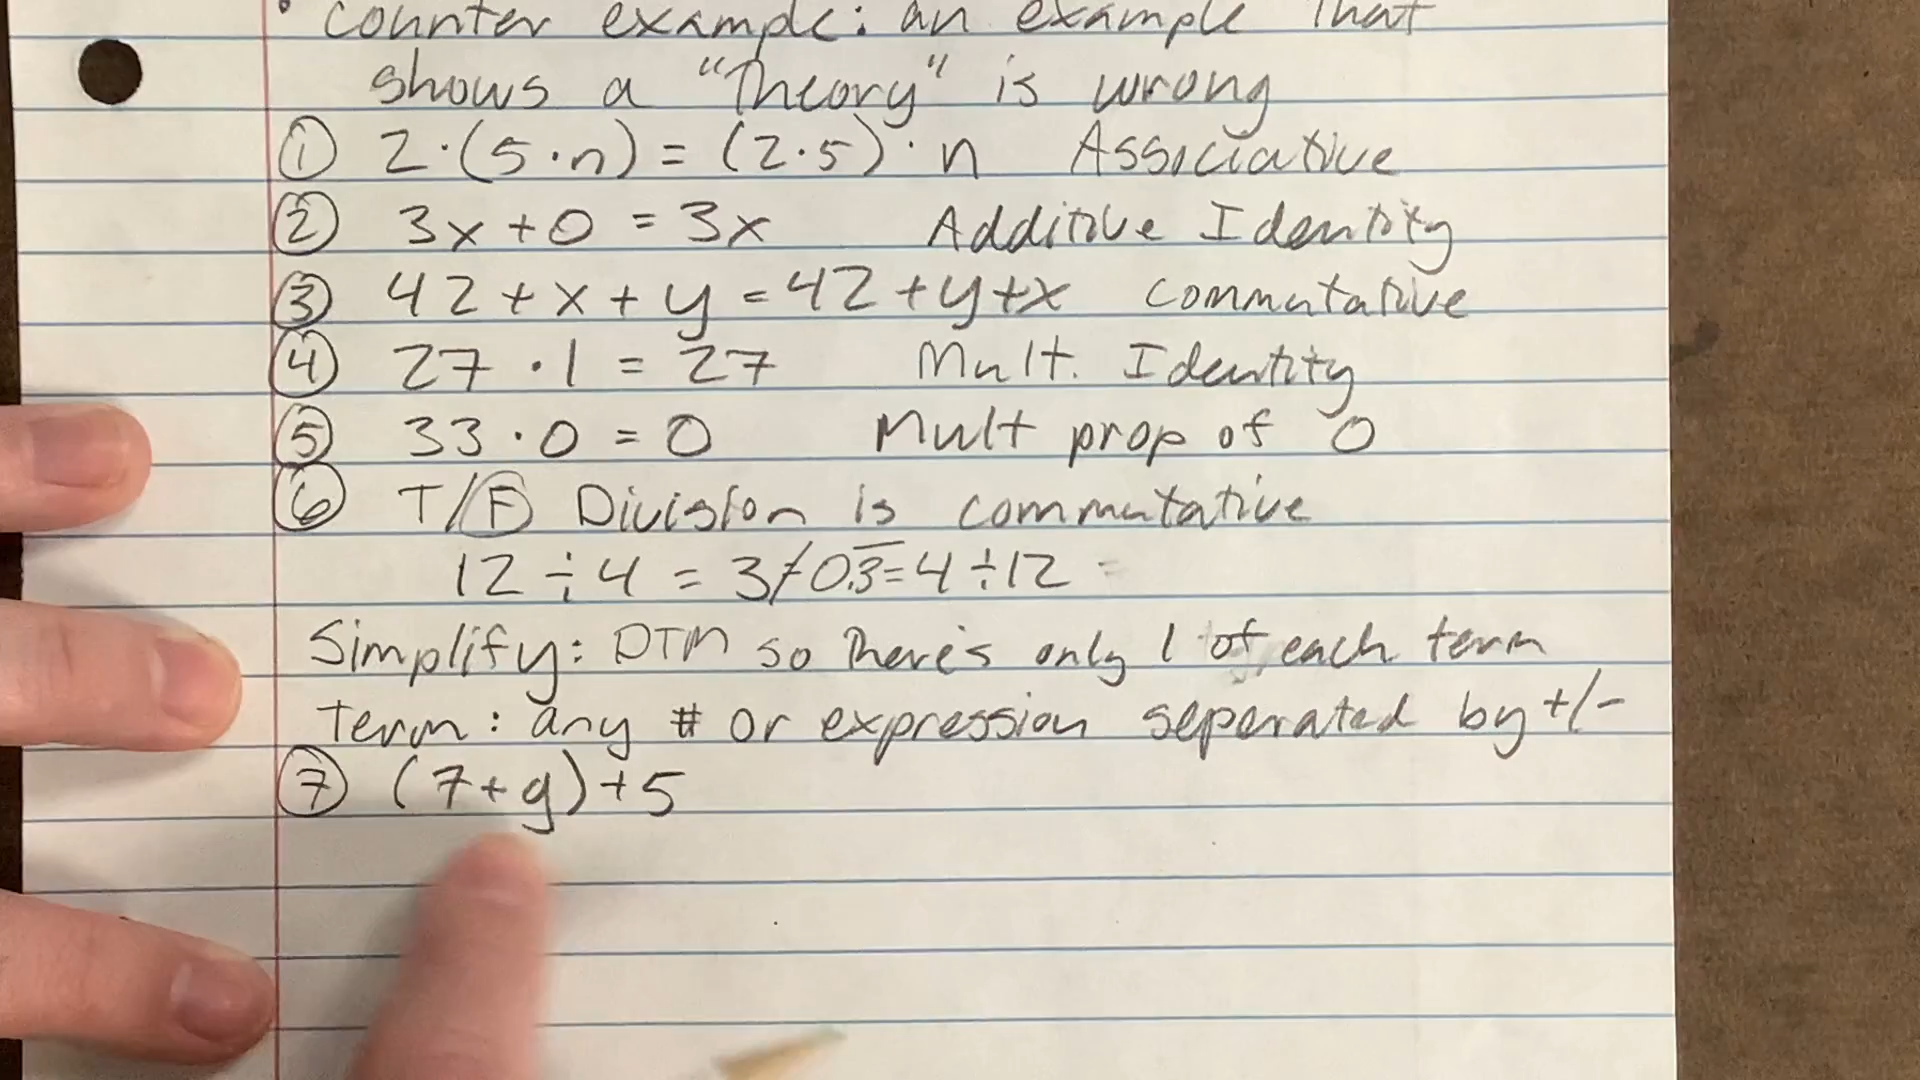 • Counter example: an example that
shows a "Theory" is wrong
① 2·(5·n) = (2·5)·n Associative
② 3x+0 = 3x Additive Identity
③ 42+x+y = 42+y+x commutative
④ 27·1 = 27 Mult. Identity
⑤ 33·0 = 0 Mult prop of 0
⑥ T/F Division is commutative
12÷4 = 3≠0.3̅=4÷12 =
Simplify: DTM so there's only 1 of each term
Term: any # or expression seperated by +/-
⑦ (7+g)+5